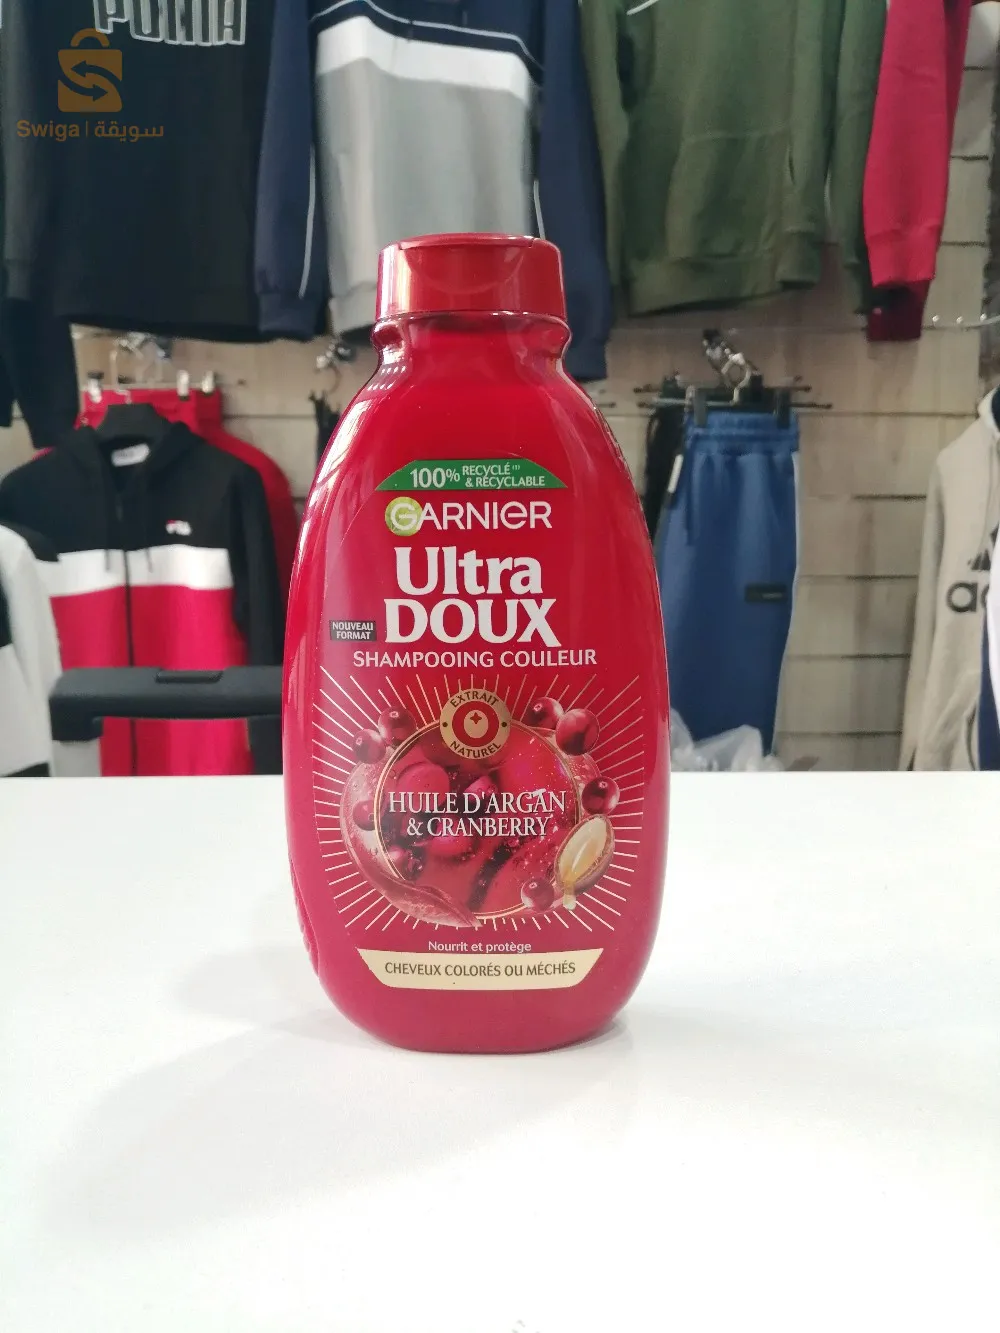 PUMA
Swiga | سويقة
100% RECYCLÉ (1)
& RECYCLABLE
GARNIER
Ultra
DOUX
NOUVEAU
FORMAT
SHAMPOOING COULEUR
EXTRAIT
NATUREL
HUILE D'ARGAN
& CRANBERRY
Nourrit et protège
CHEVEUX COLORÉS OU MÉCHÉS